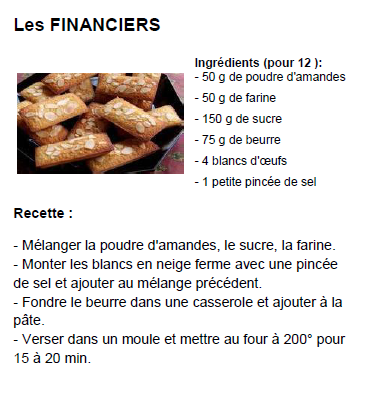 Les FINANCIERS
Ingrédients (pour 12 ):
- 50 g de poudre d'amandes
- 50 g de farine
- 150 g de sucre
- 75 g de beurre
- 4 blancs d'œufs
- 1 petite pincée de sel
Recette :
- Mélanger la poudre d'amandes, le sucre, la farine.
- Monter les blancs en neige ferme avec une pincée
de sel et ajouter au mélange précédent.
- Fondre le beurre dans une casserole et ajouter à la
pâte.
- Verser dans un moule et mettre au four à 200° pour
15 à 20 min.